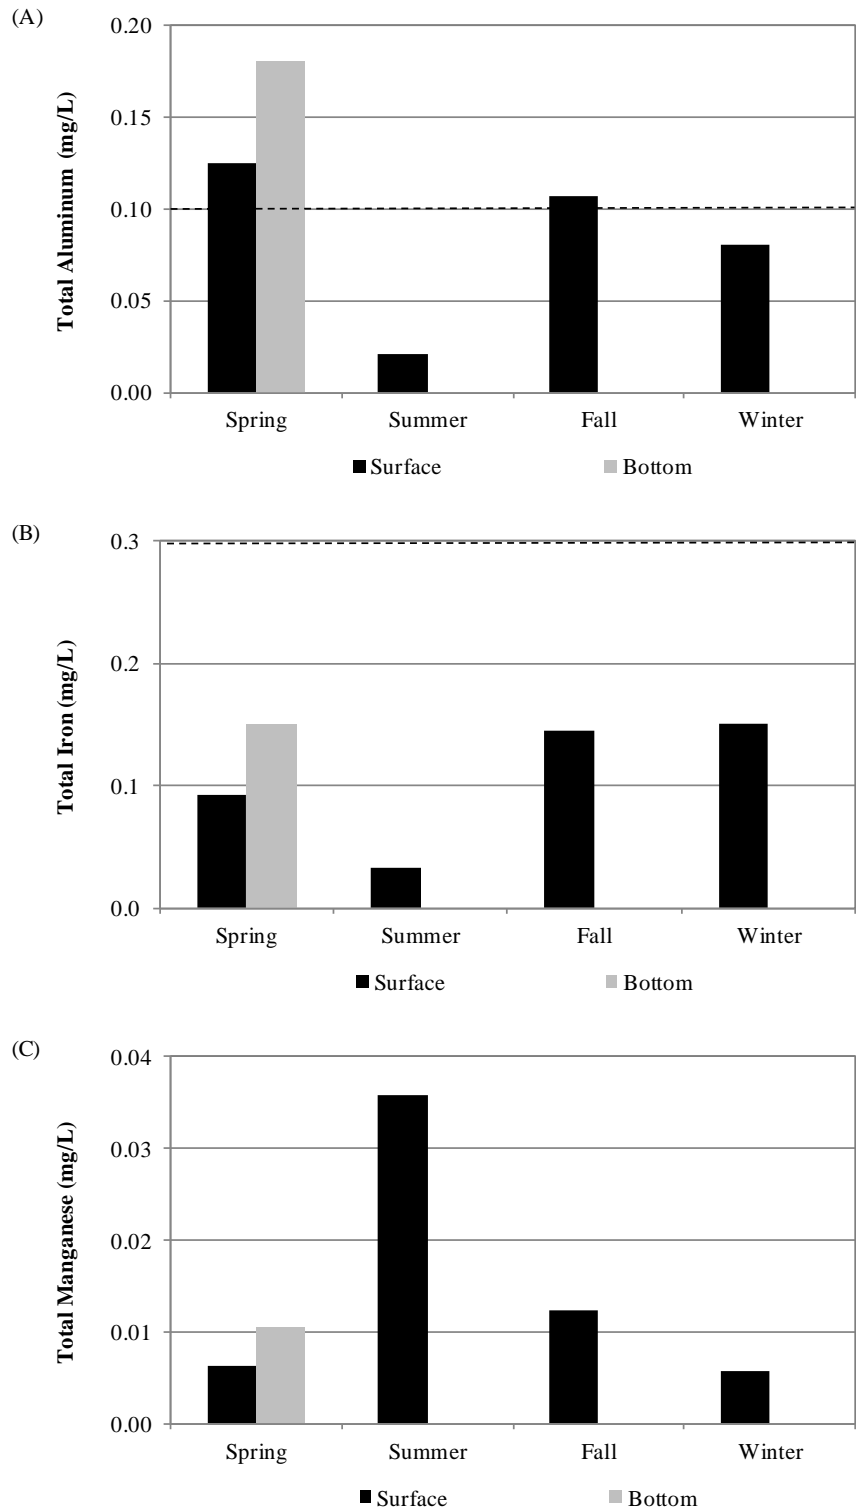 (A)
Total Aluminum (mg/L)
0.20
0.15
0.10
0.05
0.00
Spring Summer Fall Winter
Surface Bottom
(B)
Total Iron (mg/L)
0.3
0.2
0.1
0.0
Spring Summer Fall Winter
Surface Bottom
(C)
Total Manganese (mg/L)
0.04
0.03
0.02
0.01
0.00
Spring Summer Fall Winter
Surface Bottom